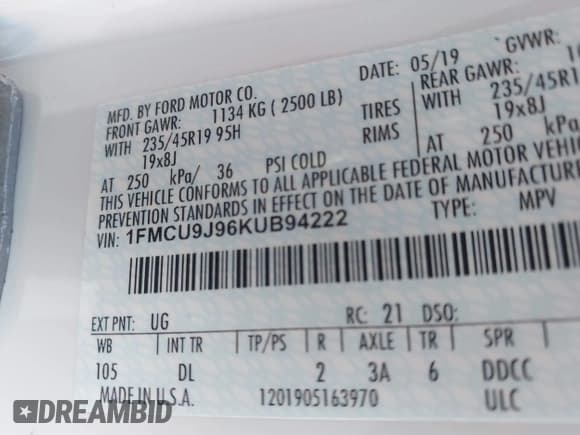 MFD. BY FORD MOTOR CO.
DATE: 05/19
GVWR:
FRONT GAWR: 1134 KG ( 2500 LB)
REAR GAWR:
WITH 235/45R19 95H TIRES
WITH 235/45R
19x8J RIMS
19x8J
AT 250 kPa/ 36 PSI COLD
AT 250 kPa/
THIS VEHICLE CONFORMS TO ALL APPLICABLE FEDERAL MOTOR VEHIC
PREVENTION STANDARDS IN EFFECT ON THE DATE OF MANUFACTURE
VIN: 1FMCU9J96KUB94222
TYPE: MPV
EXT PNT: UG RC: 21 DSO:
WB INT TR TP/PS R AXLE TR SPR
105 DL 2 3A 6 DDCC
MADE IN U.S.A. 1201905163970 ULC
DREAMBID